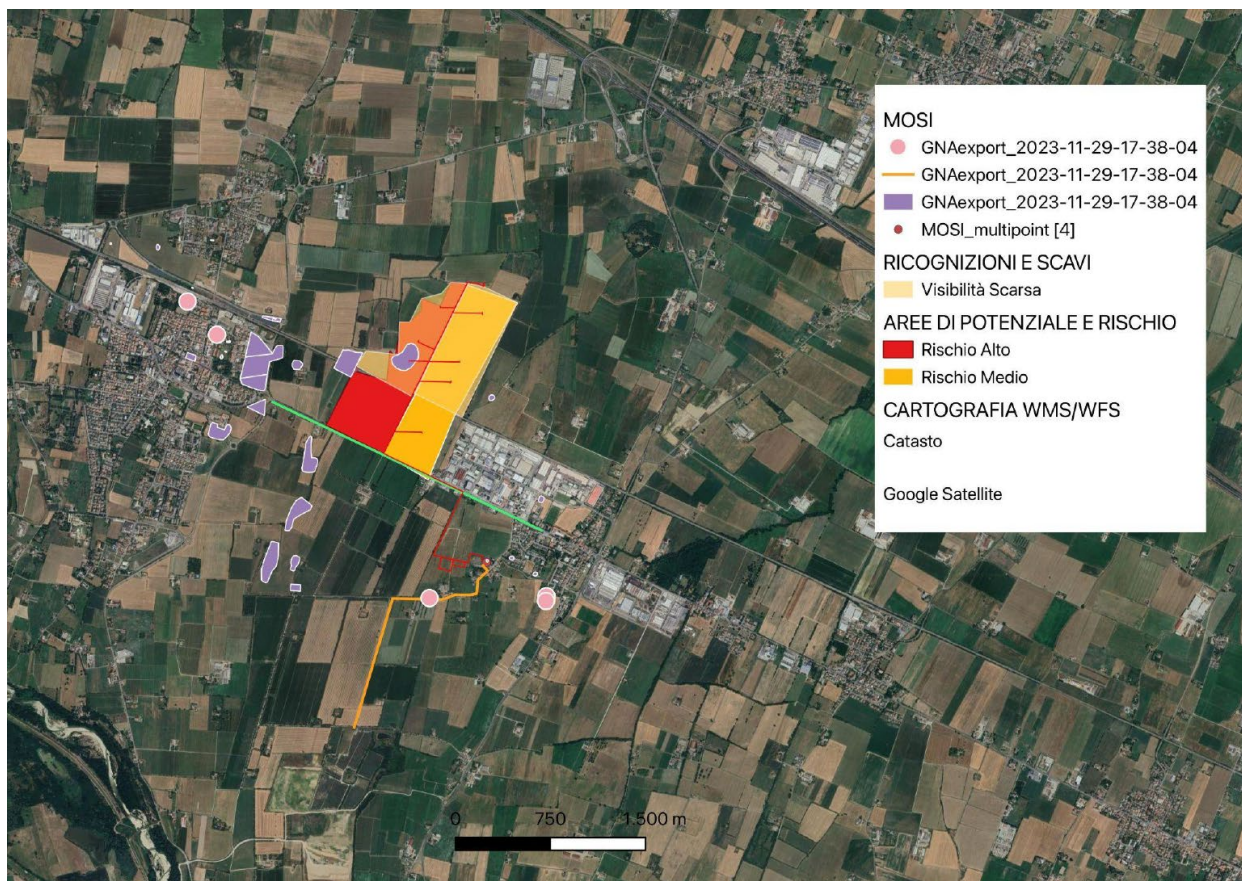 MOSI
GNAexport_2023-11-29-17-38-04
GNAexport_2023-11-29-17-38-04
GNAexport_2023-11-29-17-38-04
MOSI_multipoint [4]
RICOGNIZIONI E SCAVI
Visibilità Scarsa
AREE DI POTENZIALE E RISCHIO
Rischio Alto
Rischio Medio
CARTOGRAFIA WMS/WFS
Catasto
Google Satellite
0 750 1.500 m